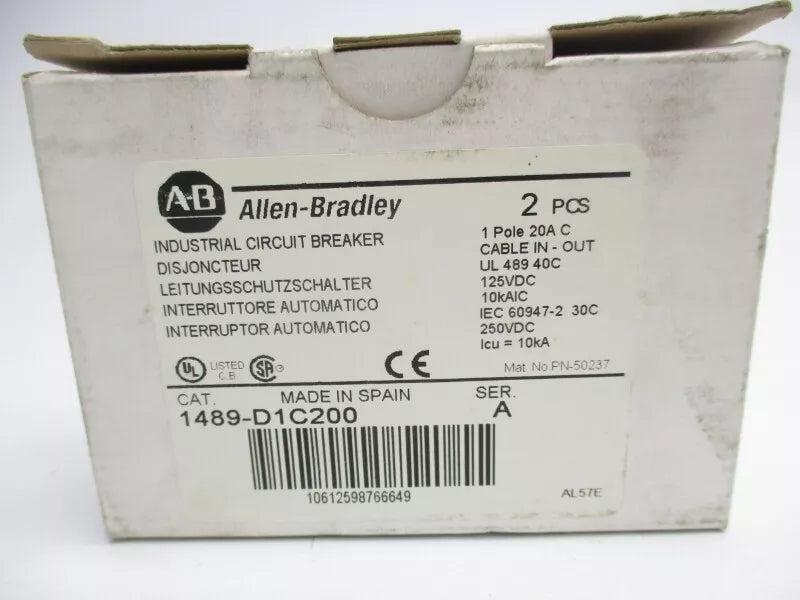 A-B Allen-Bradley
2 PCS
INDUSTRIAL CIRCUIT BREAKER
DISJONCTEUR
LEITUNGSSCHUTZSCHALTER
INTERRUTTORE AUTOMATICO
INTERRUPTOR AUTOMATICO
1 Pole 20A C
CABLE IN - OUT
UL 489 40C
125VDC
10kAIC
IEC 60947-2 30C
250VDC
Icu = 10kA
UL LISTED
C.B.
SA
CE
Mat. No.PN-50237
CAT. MADE IN SPAIN SER.
1489-D1C200 A
10612598766649
AL57E